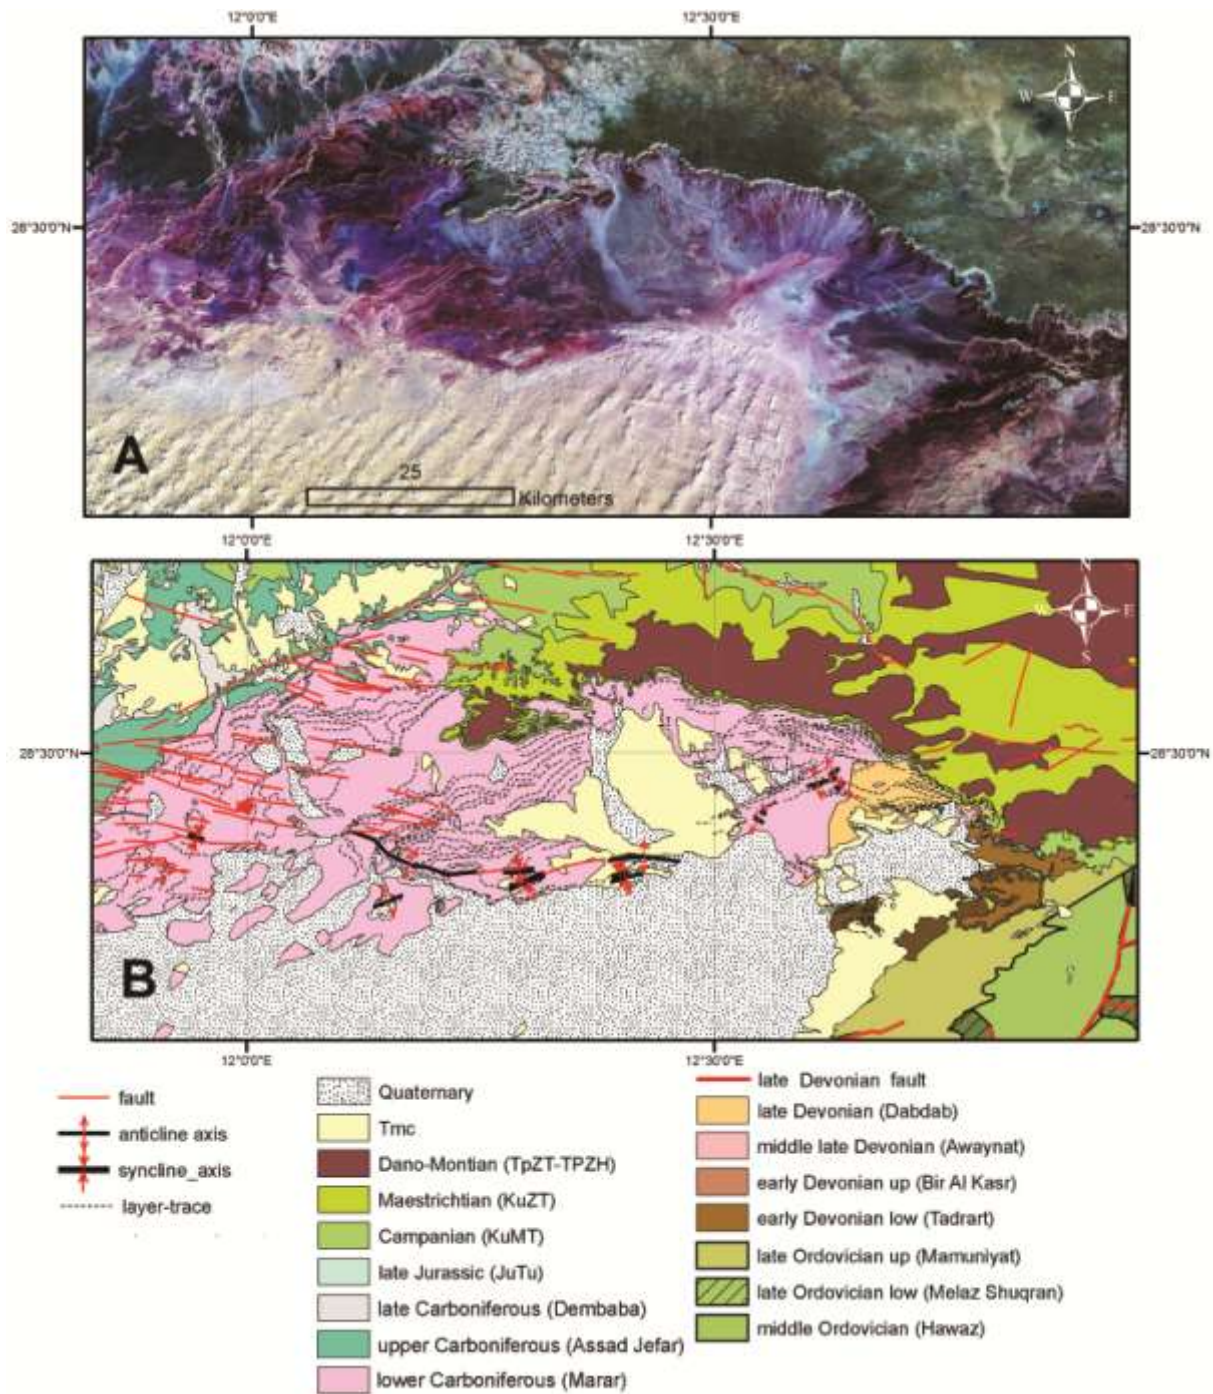 12°0'0"E 12°30'0"E
N
W E
S
28°30'0"N 28°30'0"N
A
25
Kilometers
12°0'0"E 12°30'0"E
N
W E
S
28°30'0"N 28°30'0"N
B
12°0'0"E 12°30'0"E
fault
anticline axis
syncline_axis
layer-trace
Quaternary
Tmc
Dano-Montian (TpZT-TPZH)
Maestrichtian (KuZT)
Campanian (KuMT)
late Jurassic (JuTu)
late Carboniferous (Dembaba)
upper Carboniferous (Assad Jefar)
lower Carboniferous (Marar)
late Devonian fault
late Devonian (Dabdab)
middle late Devonian (Awaynat)
early Devonian up (Bir Al Kasr)
early Devonian low (Tadrart)
late Ordovician up (Mamuniyat)
late Ordovician low (Melaz Shuqran)
middle Ordovician (Hawaz)